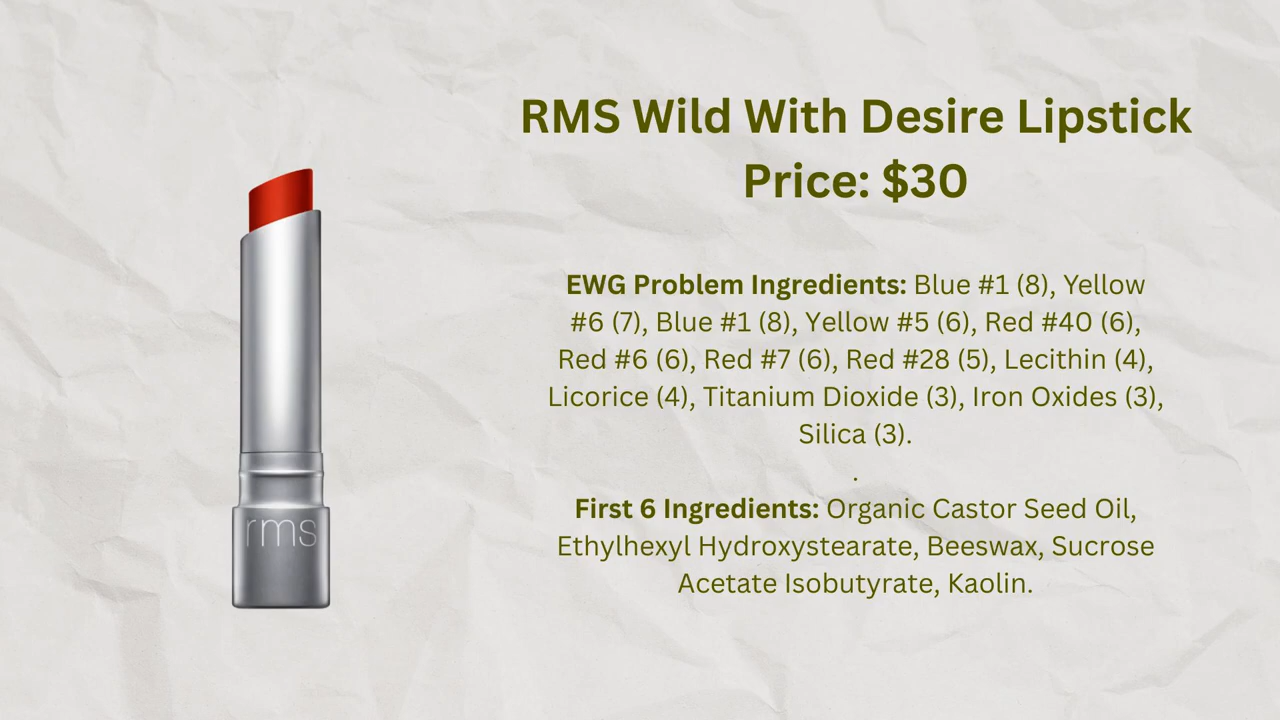 RMS Wild With Desire Lipstick
Price: $30
EWG Problem Ingredients: Blue #1 (8), Yellow
#6 (7), Blue #1 (8), Yellow #5 (6), Red #40 (6),
Red #6 (6), Red #7 (6), Red #28 (5), Lecithin (4),
Licorice (4), Titanium Dioxide (3), Iron Oxides (3),
Silica (3).
.
First 6 Ingredients: Organic Castor Seed Oil,
Ethylhexyl Hydroxystearate, Beeswax, Sucrose
Acetate Isobutyrate, Kaolin.
rms